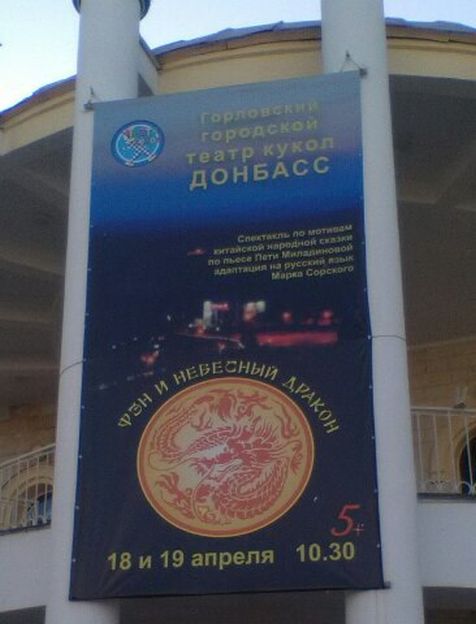 Горловский
городской
театр кукол
ДОНБАСС
Спектакль по мотивам
китайской народной сказки
по пьесе Пети Миладиновой
адаптация на русский язык
Марка Сорского
ФЭН И НЕБЕСНЫЙ ДРАКОН
5+
18 и 19 апреля 10.30